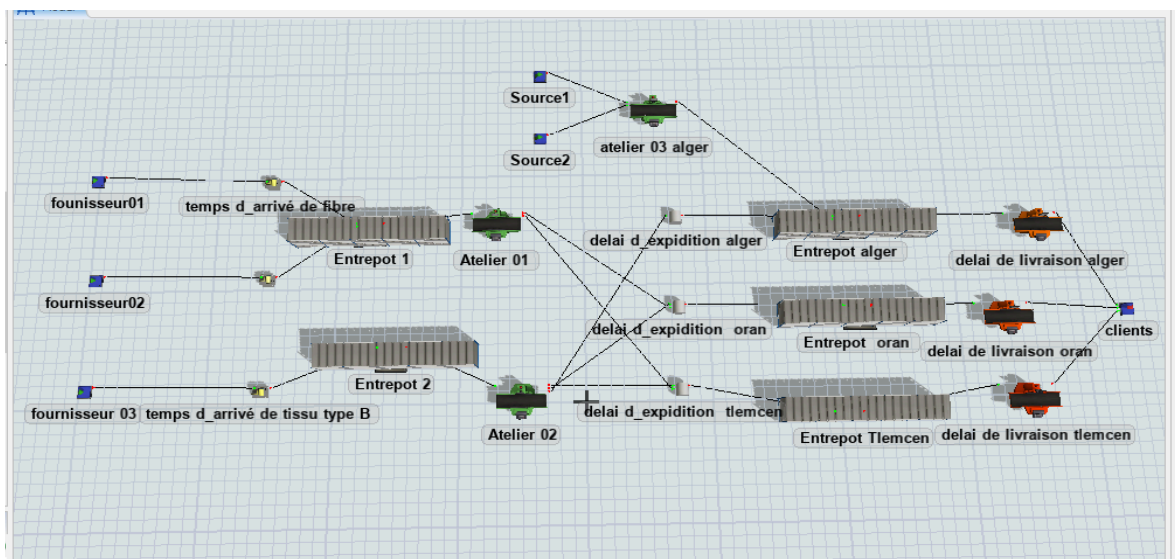 Source1
Source2
atelier 03 alger
founisseur01
temps d_arrivé de fibre
delai d_expidition alger
Entrepot 1
Atelier 01
Entrepot alger
delai de livraison alger
fournisseur02
delai d_expidition oran
Entrepot oran
delai de livraison oran
clients
Entrepot 2
fournisseur 03
temps d_arrivé de tissu type B
delai d_expidition tlemcen
Atelier 02
Entrepot Tlemcen
delai de livraison tlemcen